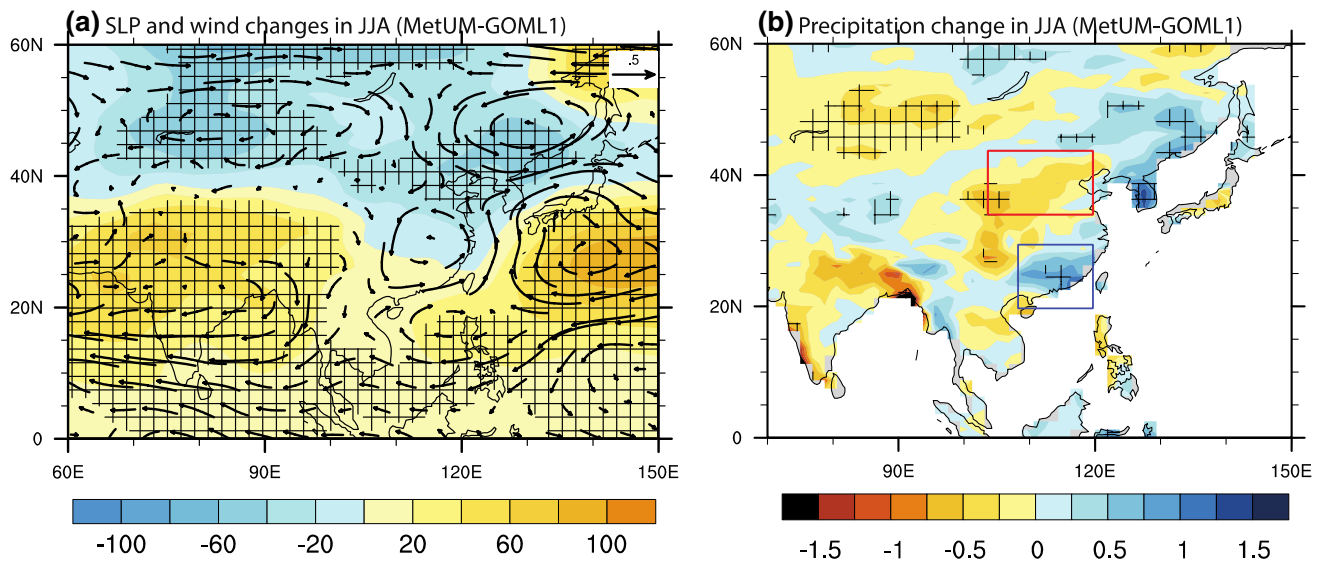 (a) SLP and wind changes in JJA (MetUM-GOML1)
60N
40N
20N
0
60E 90E 120E 150E
.5
-100 -60 -20 20 60 100
(b) Precipitation change in JJA (MetUM-GOML1)
60N
40N
20N
0
90E 120E 150E
-1.5 -1 -0.5 0 0.5 1 1.5